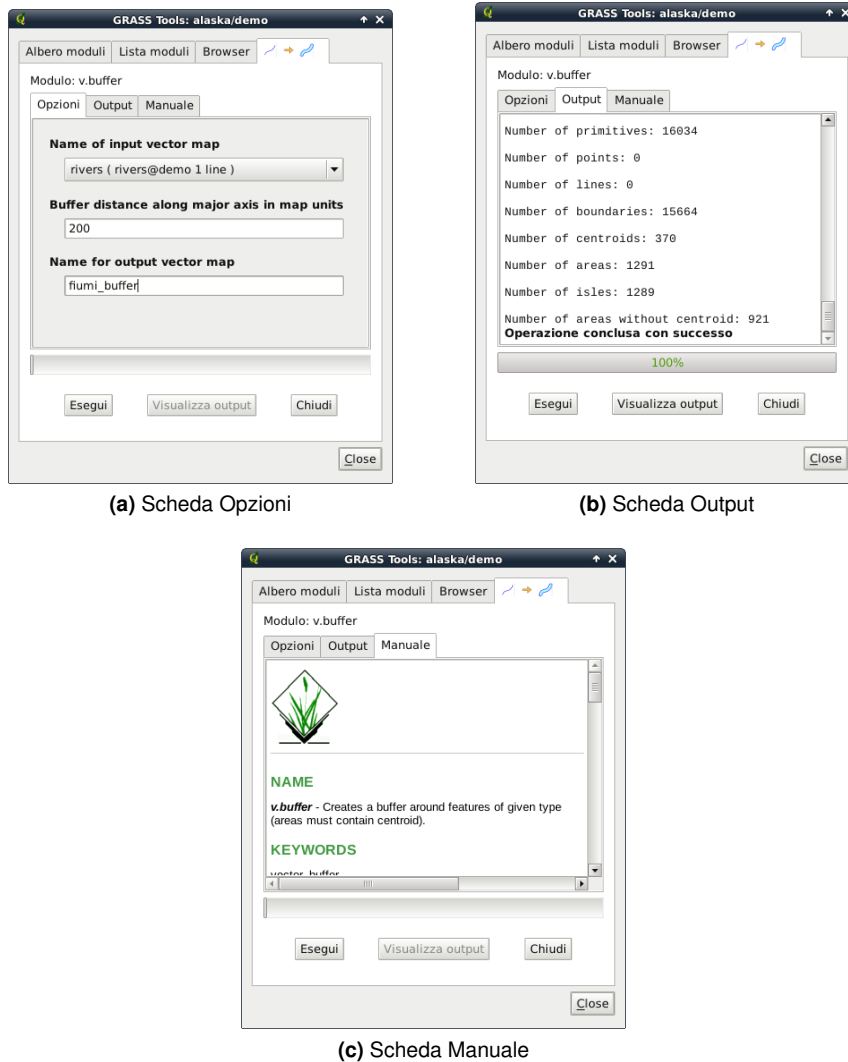 GRASS Tools: alaska/demo
Albero moduli Lista moduli Browser
Modulo: v.buffer
Opzioni Output Manuale
Name of input vector map
rivers ( rivers@demo 1 line )
Buffer distance along major axis in map units
200
Name for output vector map
fiumi_buffer
Esegui Visualizza output Chiudi
Close
(a) Scheda Opzioni
GRASS Tools: alaska/demo
Albero moduli Lista moduli Browser
Modulo: v.buffer
Opzioni Output Manuale
Number of primitives: 16034
Number of points: 0
Number of lines: 0
Number of boundaries: 15664
Number of centroids: 370
Number of areas: 1291
Number of isles: 1289
Number of areas without centroid: 921
Operazione conclusa con successo
100%
Esegui Visualizza output Chiudi
Close
(b) Scheda Output
GRASS Tools: alaska/demo
Albero moduli Lista moduli Browser
Modulo: v.buffer
Opzioni Output Manuale
NAME
v.buffer - Creates a buffer around features of given type
(areas must contain centroid).
KEYWORDS
vector, buffer
Esegui Visualizza output Chiudi
Close
(c) Scheda Manuale